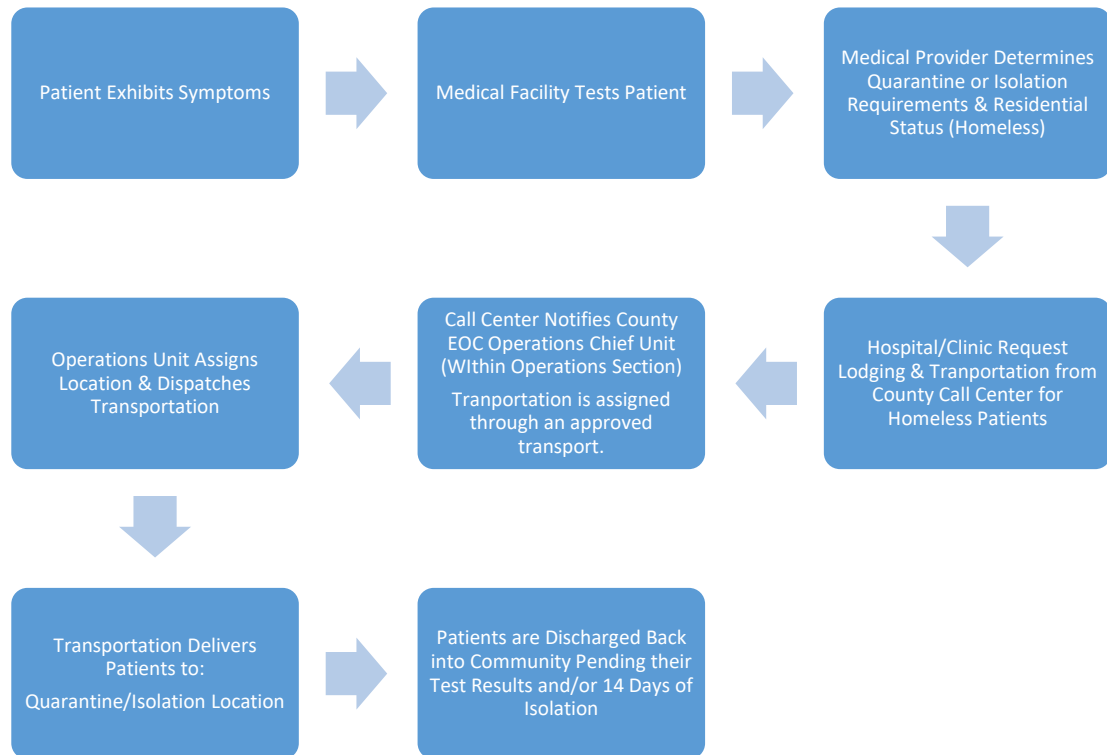 Patient Exhibits Symptoms
Medical Facility Tests Patient
Medical Provider Determines
Quarantine or Isolation
Requirements & Residential
Status (Homeless)
Hospital/Clinic Request
Lodging & Tranportation from
County Call Center for
Homeless Patients
Call Center Notifies County
EOC Operations Chief Unit
(WIthin Operations Section)
Tranportation is assigned
through an approved
transport.
Operations Unit Assigns
Location & Dispatches
Transportation
Transportation Delivers
Patients to:
Quarantine/Isolation Location
Patients are Discharged Back
into Community Pending their
Test Results and/or 14 Days of
Isolation